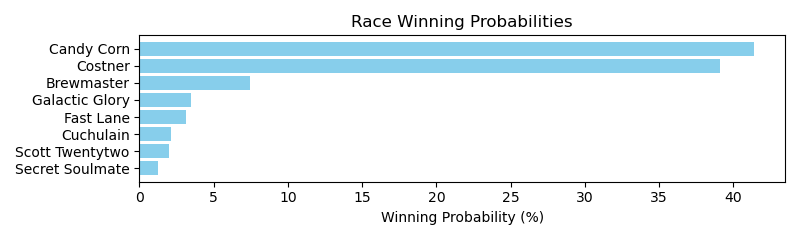 Race Winning Probabilities
Candy Corn
Costner
Brewmaster
Galactic Glory
Fast Lane
Cuchulain
Scott Twentytwo
Secret Soulmate
0 5 10 15 20 25 30 35 40
Winning Probability (%)